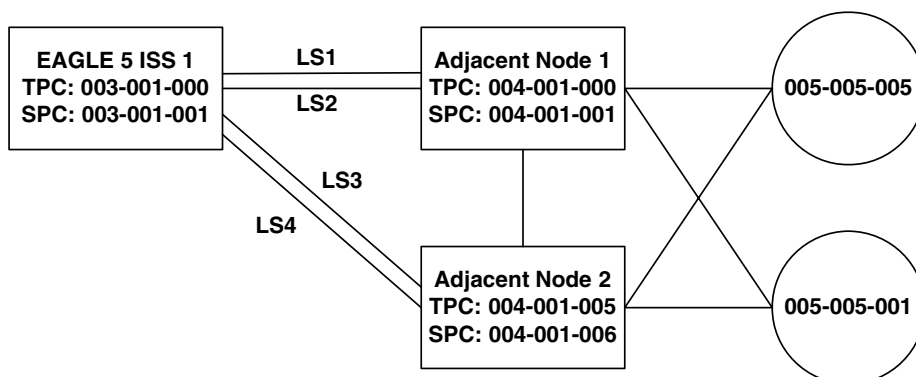 EAGLE 5 ISS 1
TPC: 003-001-000
SPC: 003-001-001
LS1
LS2
LS3
LS4
Adjacent Node 1
TPC: 004-001-000
SPC: 004-001-001
Adjacent Node 2
TPC: 004-001-005
SPC: 004-001-006
005-005-005
005-005-001